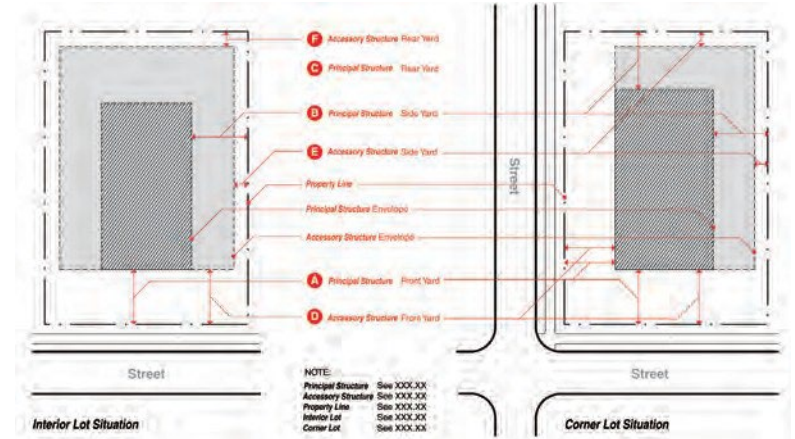 F Accessory Structure Rear Yard
C Principal Structure Rear Yard
B Principal Structure Side Yard
E Accessory Structure Side Yard
Property Line
Principal Structure Envelope
Accessory Structure Envelope
A Principal Structure Front Yard
D Accessory Structure Front Yard
Street
Street
Street
NOTE:
Principal Structure See XXX.XX
Accessory Structure See XXX.XX
Property Line See XXX.XX
Interior Lot See XXX.XX
Corner Lot See XXX.XX
Interior Lot Situation
Corner Lot Situation